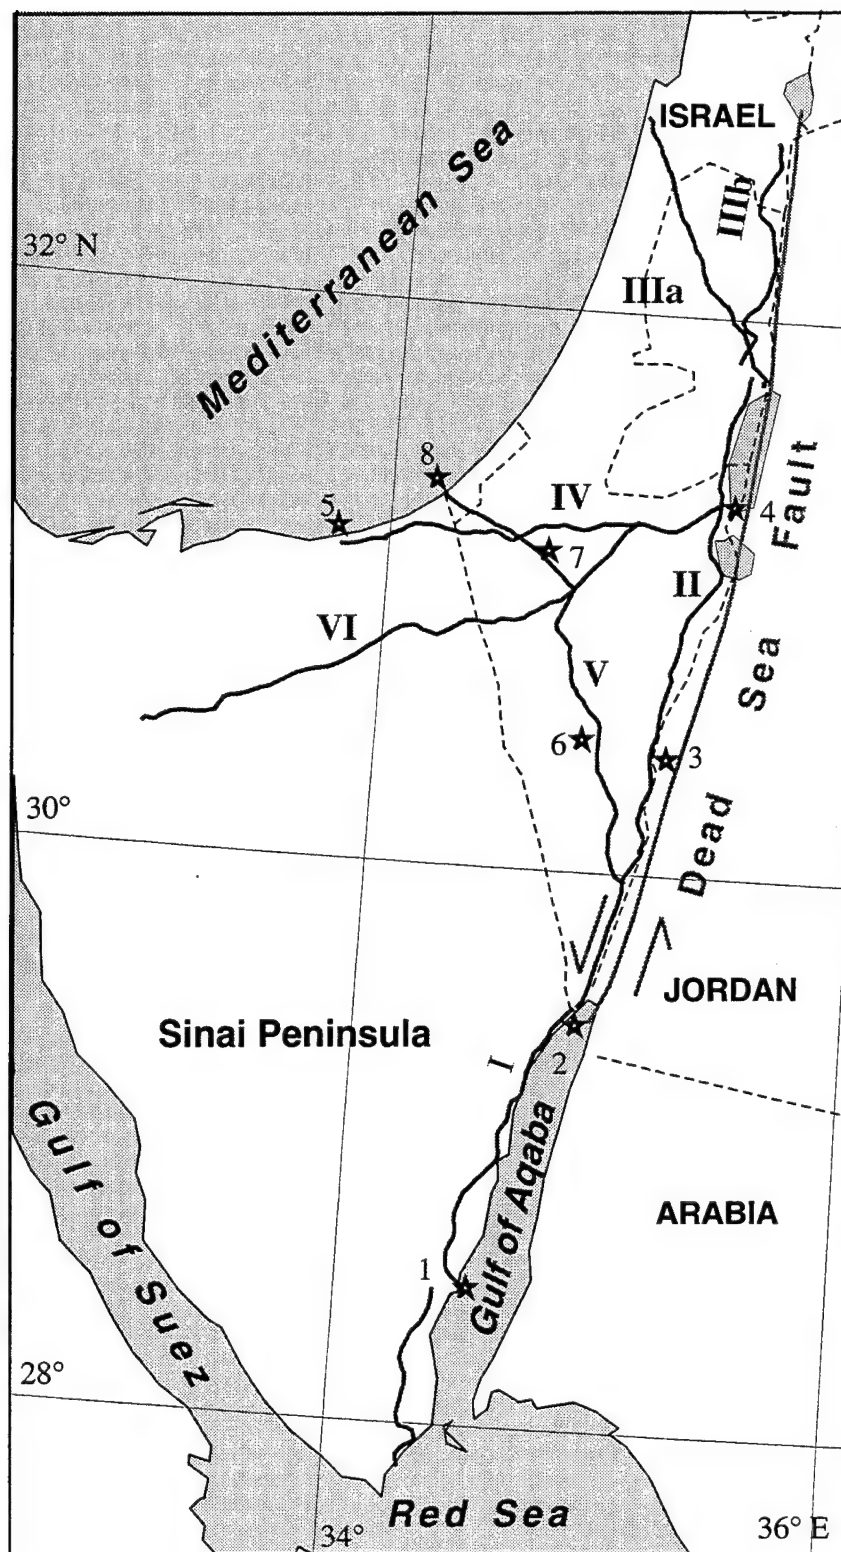 ISRAEL
Mediterranean Sea
IIIb
32° N
IIIa
8
5
IV
4
7
II
VI
V
6
3
Dead Sea Fault
30°
JORDAN
Sinai Peninsula
2
I
Gulf of Suez
Gulf of Aqaba
ARABIA
1
28°
Red Sea
34°
36° E